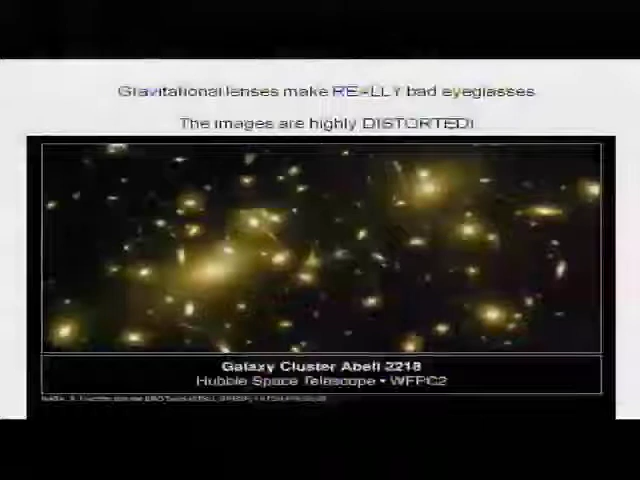 Gravitational lenses make REALLY bad eyeglasses
The images are highly DISTORTED!
Galaxy Cluster Abell 2218
Hubble Space Telescope • WFPC2